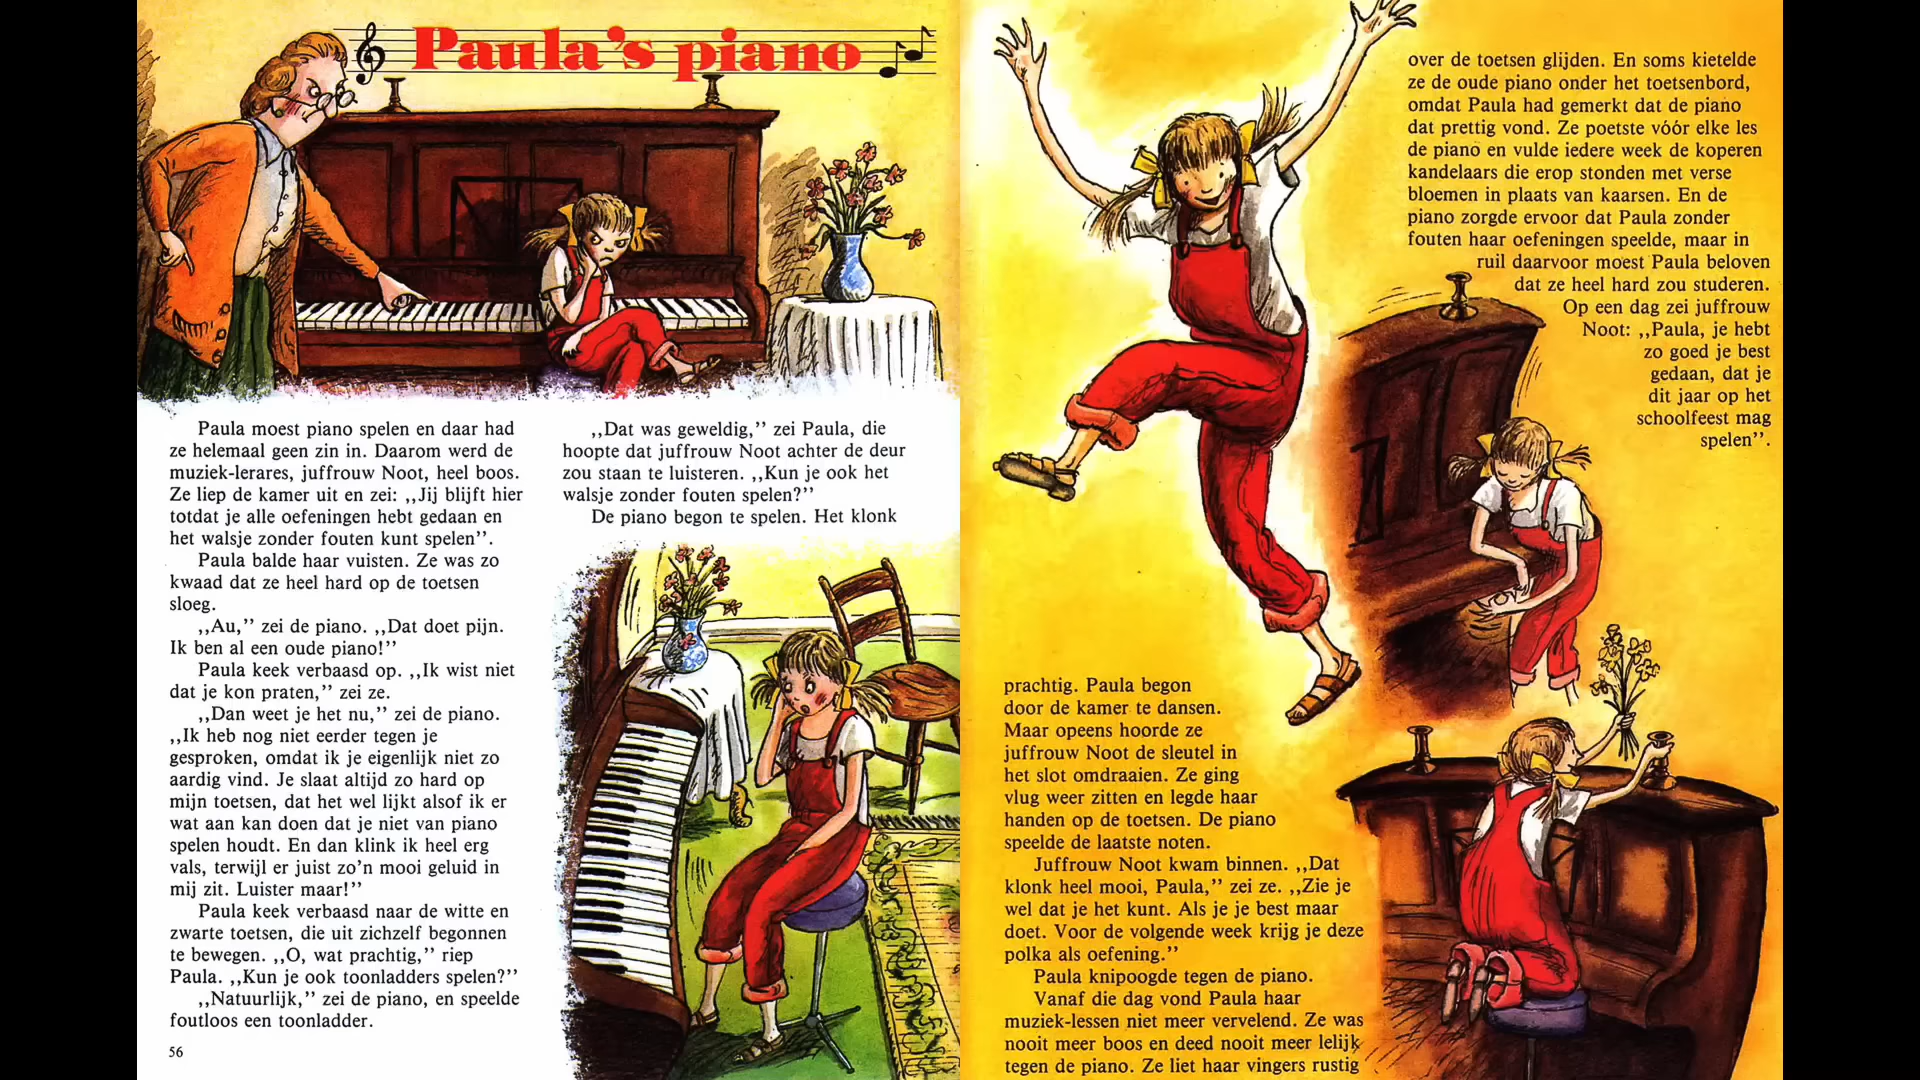 Paula's piano
Paula moest piano spelen en daar had
ze helemaal geen zin in. Daarom werd de
muziek-lerares, juffrouw Noot, heel boos.
Ze liep de kamer uit en zei: ,,Jij blijft hier
totdat je alle oefeningen hebt gedaan en
het walsje zonder fouten kunt spelen’’.
Paula balde haar vuisten. Ze was zo
kwaad dat ze heel hard op de toetsen
sloeg.
,,Au,’’ zei de piano. ,,Dat doet pijn.
Ik ben al een oude piano!’’
Paula keek verbaasd op. ,,Ik wist niet
dat je kon praten,’’ zei ze.
,,Dan weet je het nu,’’ zei de piano.
,,Ik heb nog niet eerder tegen je
gesproken, omdat ik je eigenlijk niet zo
aardig vind. Je slaat altijd zo hard op
mijn toetsen, dat het wel lijkt alsof ik er
wat aan kan doen dat je niet van piano
spelen houdt. En dan klink ik heel erg
vals, terwijl er juist zo’n mooi geluid in
mij zit. Luister maar!’’
Paula keek verbaasd naar de witte en
zwarte toetsen, die uit zichzelf begonnen
te bewegen. ,,O, wat prachtig,’’ riep
Paula. ,,Kun je ook toonladders spelen?’’
,,Natuurlijk,’’ zei de piano, en speelde
foutloos een toonladder.
56
,,Dat was geweldig,’’ zei Paula, die
hoopte dat juffrouw Noot achter de deur
zou staan te luisteren. ,,Kun je ook het
walsje zonder fouten spelen?’’
De piano begon te spelen. Het klonk
prachtig. Paula begon
door de kamer te dansen.
Maar opeens hoorde ze
juffrouw Noot de sleutel in
het slot omdraaien. Ze ging
vlug weer zitten en legde haar
handen op de toetsen. De piano
speelde de laatste noten.
Juffrouw Noot kwam binnen. ,,Dat
klonk heel mooi, Paula,’’ zei ze. ,,Zie je
wel dat je het kunt. Als je je best maar
doet. Voor de volgende week krijg je deze
polka als oefening.’’
Paula knipoogde tegen de piano.
Vanaf die dag vond Paula haar
muziek-lessen niet meer vervelend. Ze was
nooit meer boos en deed nooit meer lelijk
tegen de piano. Ze liet haar vingers rustig
over de toetsen glijden. En soms kietelde
ze de oude piano onder het toetsenbord,
omdat Paula had gemerkt dat de piano
dat prettig vond. Ze poetste vóór elke les
de piano en vulde iedere week de koperen
kandelaars die erop stonden met verse
bloemen in plaats van kaarsen. En de
piano zorgde ervoor dat Paula zonder
fouten haar oefeningen speelde, maar in
ruil daarvoor moest Paula beloven
dat ze heel hard zou studeren.
Op een dag zei juffrouw
Noot: ,,Paula, je hebt
zo goed je best
gedaan, dat je
dit jaar op het
schoolfeest mag
spelen’’.